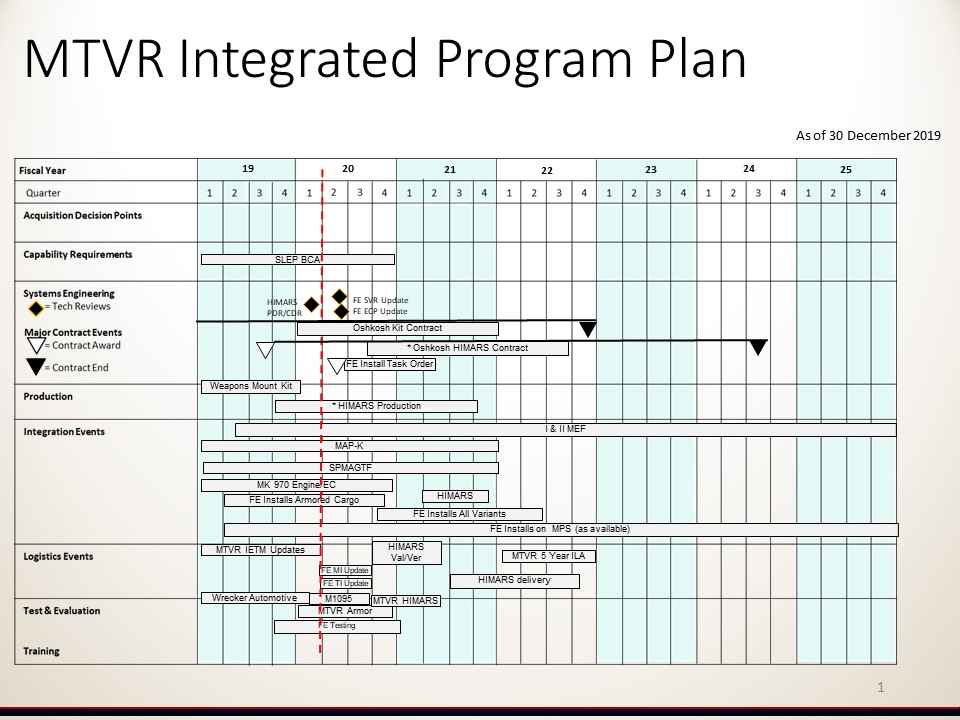 MTVR Integrated Program Plan
As of 30 December 2019
Fiscal Year 19 20 21 22 23 24 25
Quarter 1 2 3 4 1 2 3 4 1 2 3 4 1 2 3 4 1 2 3 4 1 2 3 4 1 2 3 4
Acquisition Decision Points
Capability Requirements
SLEP BCA
Systems Engineering
= Tech Reviews
HIMARS
PDR/CDR
FE SVR Update
FE ECP Update
Major Contract Events
= Contract Award
= Contract End
Oshkosh Kit Contract
* Oshkosh HIMARS Contract
FE Install Task Order
Weapons Mount Kit
Production
* HIMARS Production
Integration Events
I & II MEF
MAP-K
SPMAGTF
MK 970 Engine EC
HIMARS
FE Installs Armored Cargo
FE Installs All Variants
FE Installs on MPS (as available)
Logistics Events
MTVR IETM Updates
HIMARS
Val/Ver
MTVR 5 Year ILA
FE MI Update
FE TI Update
HIMARS delivery
Wrecker Automotive
M1095
MTVR HIMARS
Test & Evaluation
MTVR Armor
FE Testing
Training
1